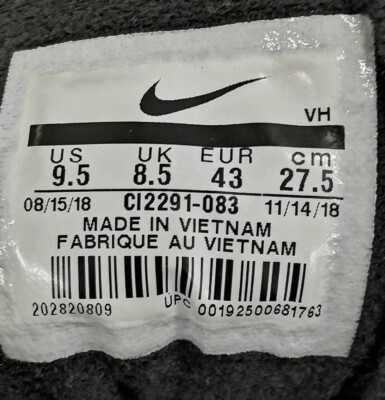 VH
US UK EUR cm
9.5 8.5 43 27.5
08/15/18 CI2291-083 11/14/18
MADE IN VIETNAM
FABRIQUE AU VIETNAM
202820809 UPC 00192500681763